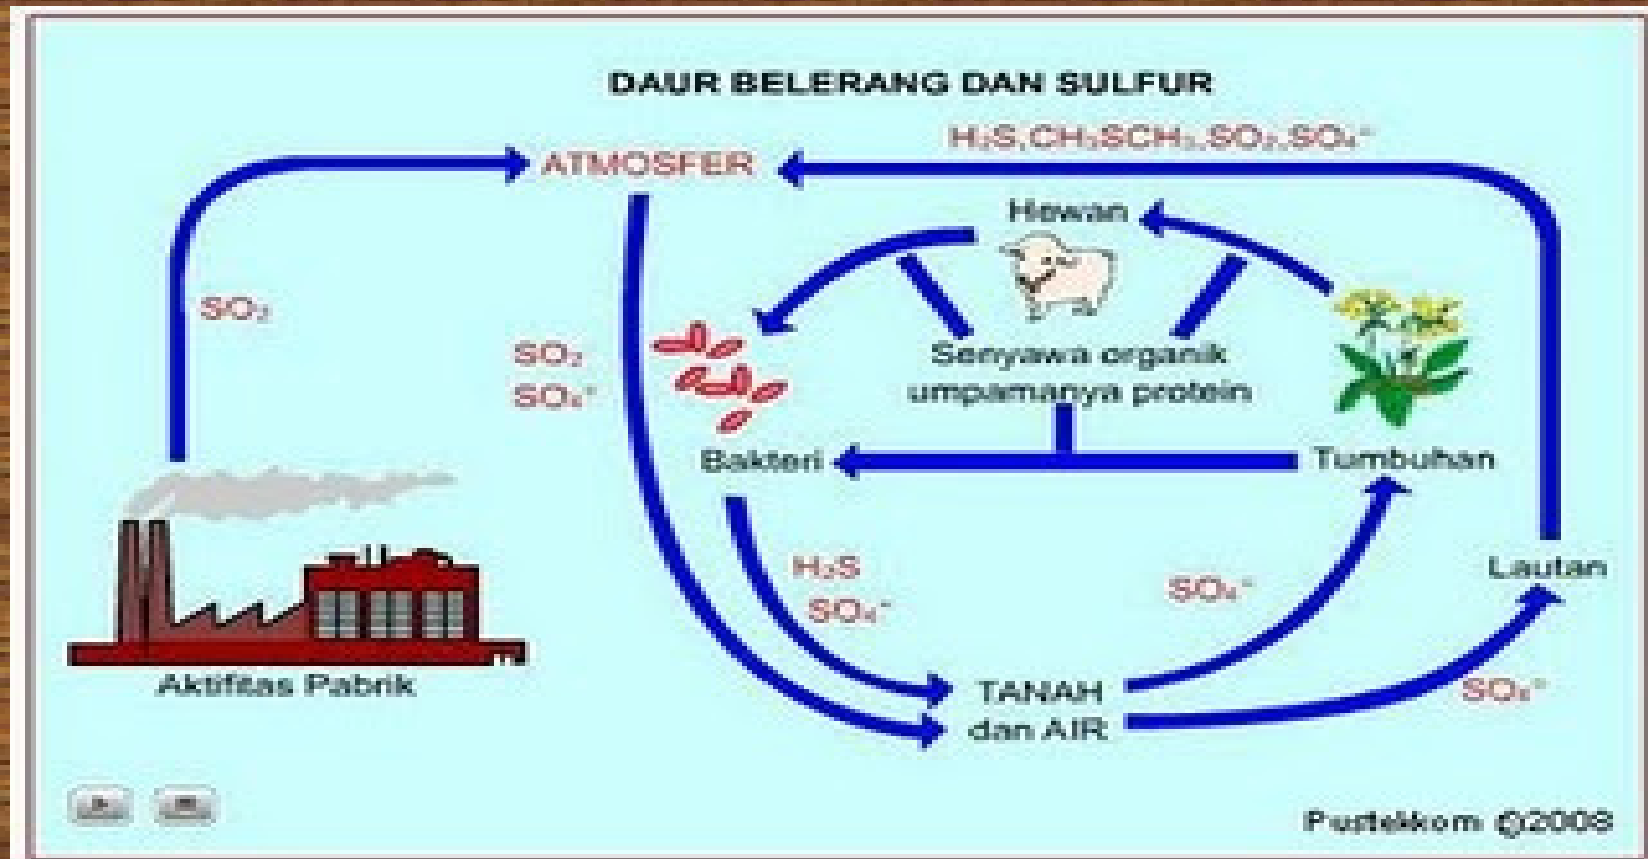 DAUR BELERANG DAN SULFUR
H₂S,CH₃SCH₃,SO₂,SO₄⁼
ATMOSFER
Hewan
SO₂
SO₂
SO₄⁼
Senyawa organik
umpamanya protein
Bakteri
Tumbuhan
H₂S
SO₄⁼
SO₄⁼
Lautan
Aktifitas Pabrik
TANAH
dan AIR
SO₄⁼
Pustekkom ©2008